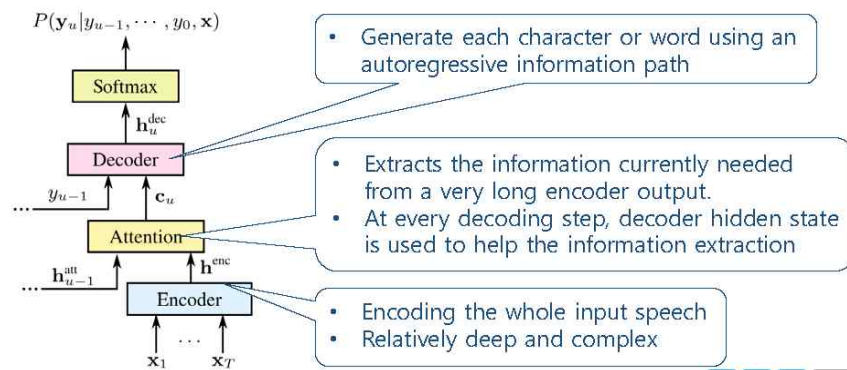 P(y_u|y_{u-1}, ⋯ , y_0, x)
Softmax
h_u^{dec}
Decoder
y_{u-1}
c_u
...
Attention
h_{u-1}^{att}
h^{enc}
...
Encoder
x_1 ... x_T
• Generate each character or word using an
autoregressive information path
• Extracts the information currently needed
from a very long encoder output.
• At every decoding step, decoder hidden state
is used to help the information extraction
• Encoding the whole input speech
• Relatively deep and complex